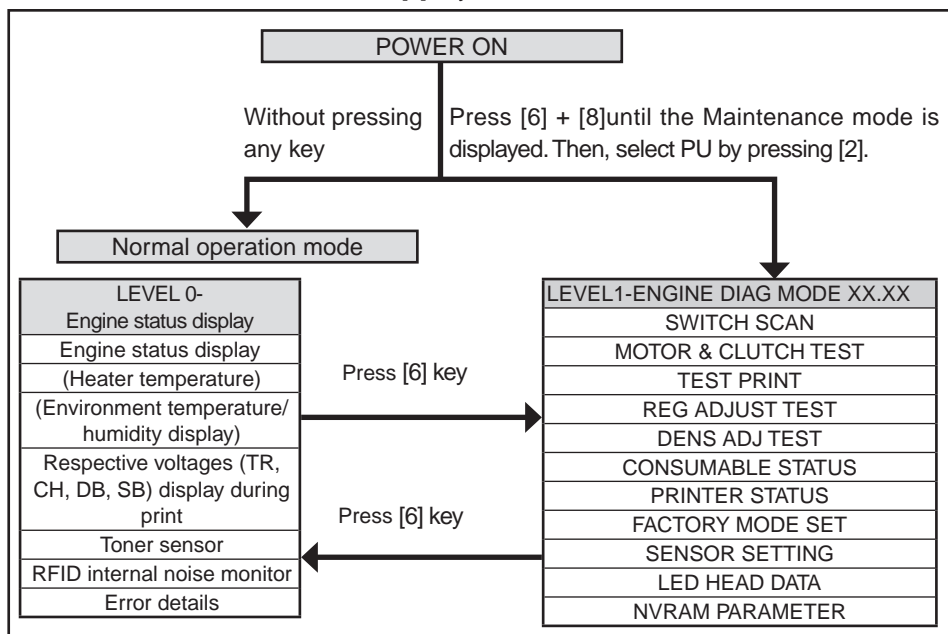 POWER ON
Without pressing
any key
Press [6] + [8]until the Maintenance mode is
displayed. Then, select PU by pressing [2].
Normal operation mode
LEVEL 0-
Engine status display
Engine status display
(Heater temperature)
(Environment temperature/
humidity display)
Respective voltages (TR,
CH, DB, SB) display during
print
Toner sensor
RFID internal noise monitor
Error details
Press [6] key
Press [6] key
LEVEL1-ENGINE DIAG MODE XX.XX
SWITCH SCAN
MOTOR & CLUTCH TEST
TEST PRINT
REG ADJUST TEST
DENS ADJ TEST
CONSUMABLE STATUS
PRINTER STATUS
FACTORY MODE SET
SENSOR SETTING
LED HEAD DATA
NVRAM PARAMETER